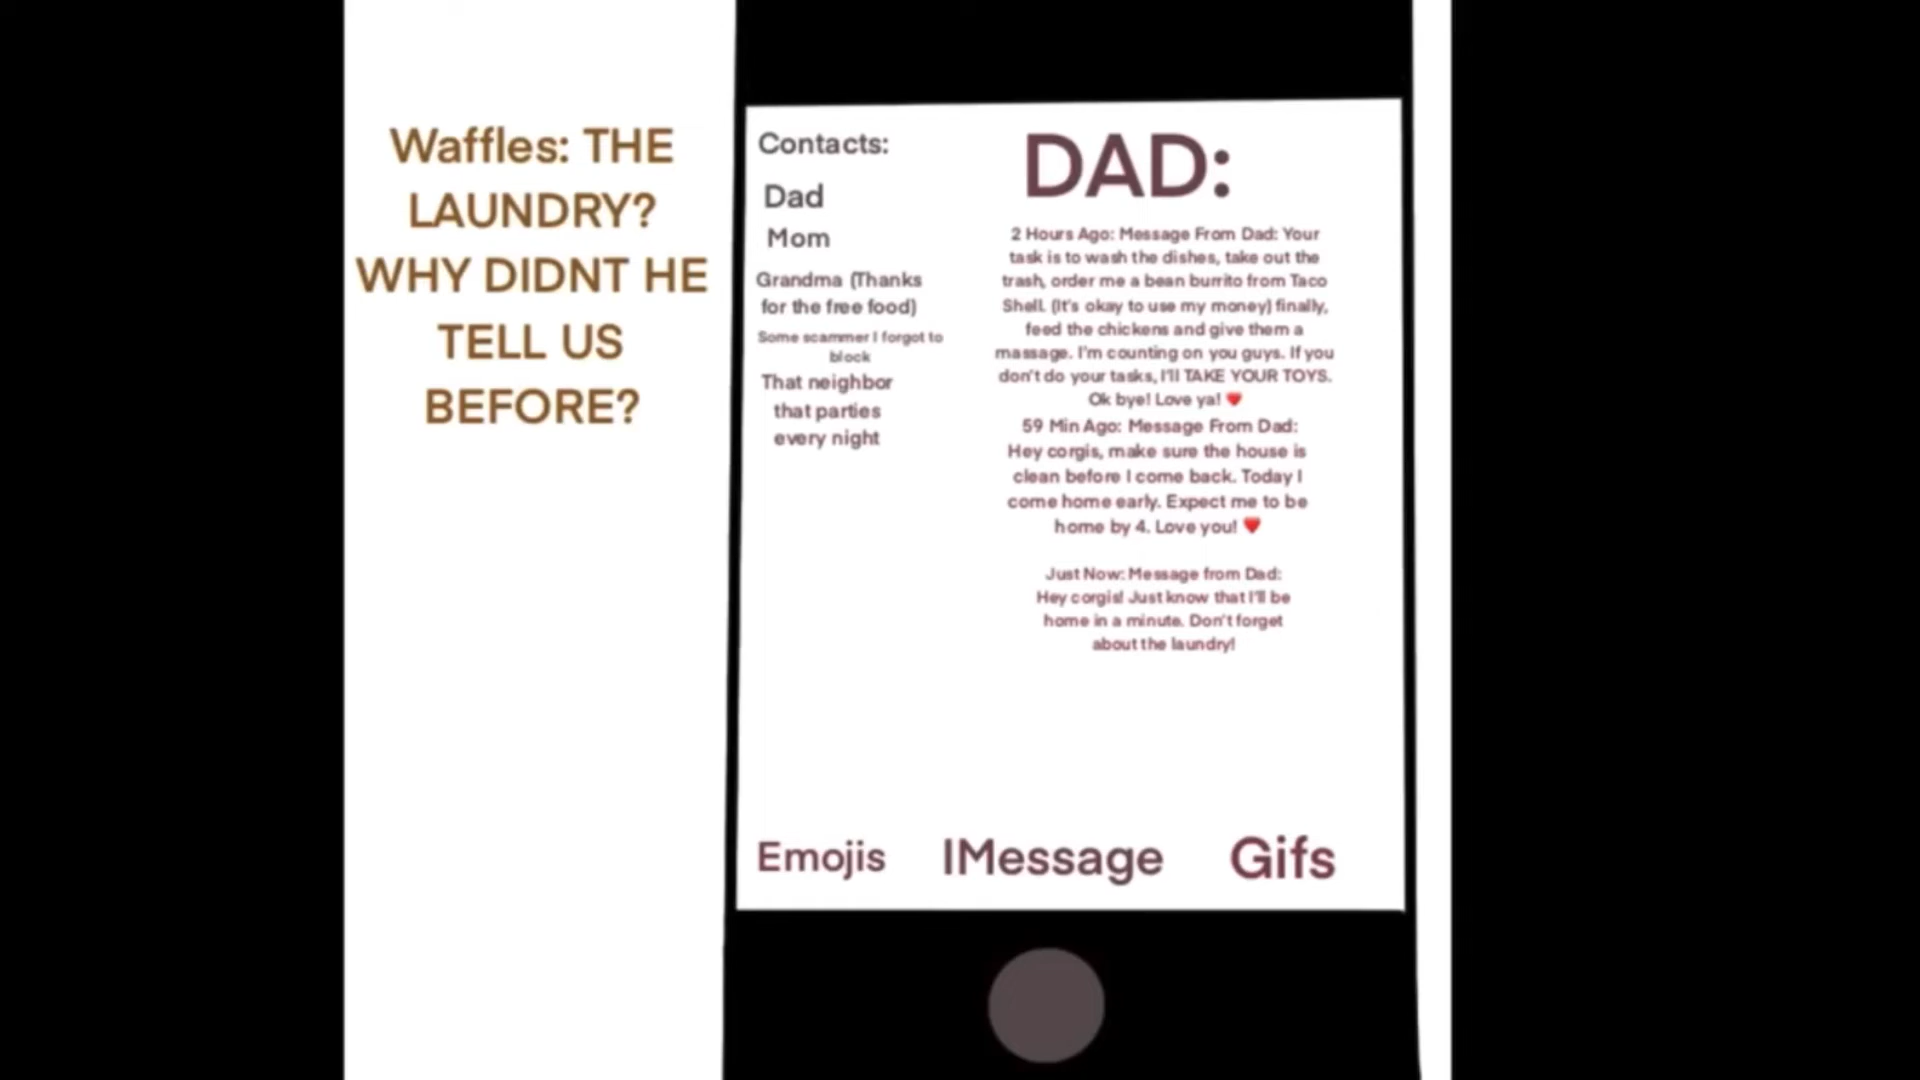 Waffles: THE
LAUNDRY?
WHY DIDNT HE
TELL US
BEFORE?
Contacts:
Dad
Mom
Grandma (Thanks
for the free food)
Some scammer I forgot to
block
That neighbor
that parties
every night
DAD:
2 Hours Ago: Message From Dad: Your
task is to wash the dishes, take out the
trash, order me a bean burrito from Taco
Shell. (It's okay to use my money) finally,
feed the chickens and give them a
massage. I'm counting on you guys. If you
don't do your tasks, I'll TAKE YOUR TOYS.
Ok bye! Love ya! ❤️
59 Min Ago: Message From Dad:
Hey corgis, make sure the house is
clean before I come back. Today I
come home early. Expect me to be
home by 4. Love you! ❤️
Just Now: Message from Dad:
Hey corgis! Just know that I'll be
home in a minute. Don't forget
about the laundry!
Emojis
IMessage
Gifs